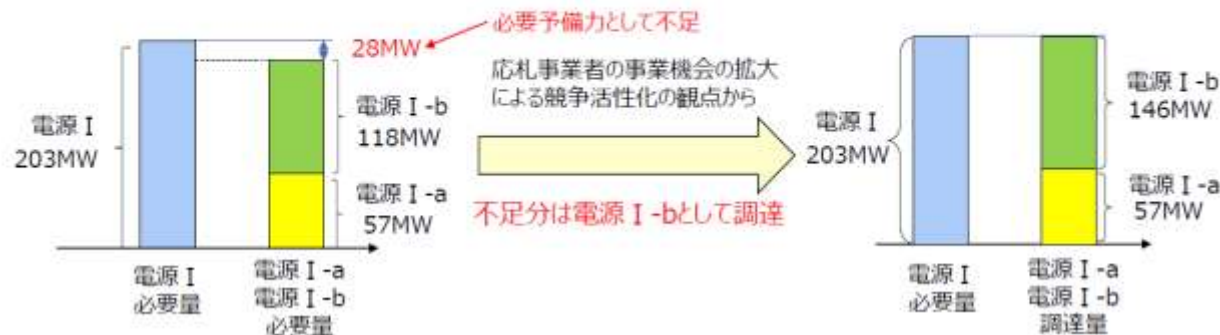 必要予備力として不足
28MW
電源Ⅰ
203MW
電源Ⅰ-b
118MW
電源Ⅰ-a
57MW
電源Ⅰ
必要量
電源Ⅰ-a
電源Ⅰ-b
必要量
応札事業者の事業機会の拡大
による競争活性化の観点から
不足分は電源Ⅰ-bとして調達
電源Ⅰ
203MW
電源Ⅰ-b
146MW
電源Ⅰ-a
57MW
電源Ⅰ
必要量
電源Ⅰ-a
電源Ⅰ-b
調達量